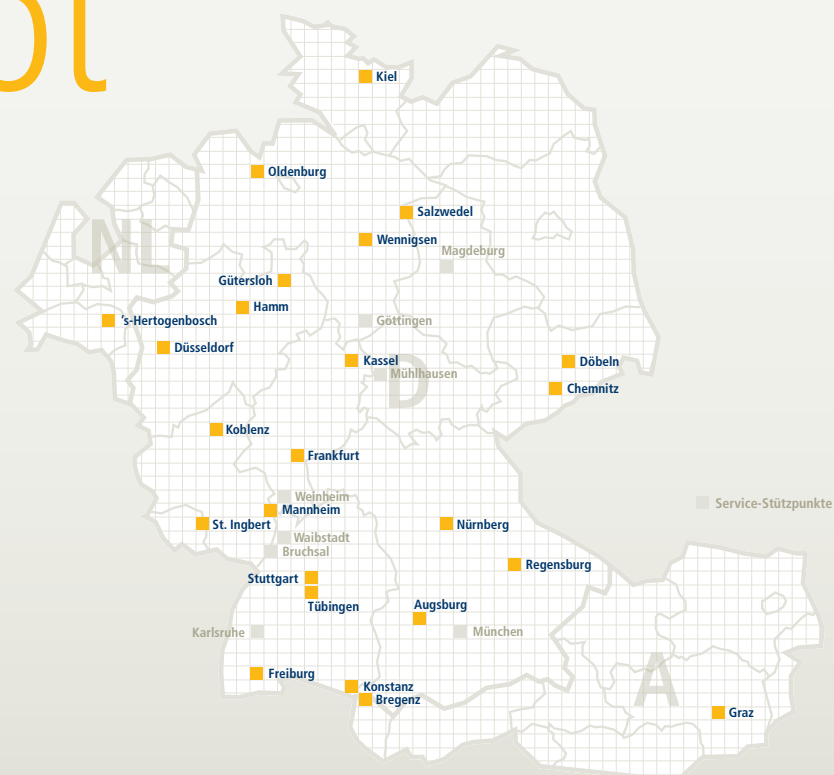 Kiel
Oldenburg
Salzwedel
NL
Wennigsen
Magdeburg
Gütersloh
Hamm
's-Hertogenbosch
Göttingen
Düsseldorf
Kassel
Döbeln
Mühlhausen
D
Chemnitz
Koblenz
Frankfurt
Weinheim
Service-Stützpunkte
Mannheim
St. Ingbert
Nürnberg
Waibstadt
Bruchsal
Regensburg
Stuttgart
Tübingen
Augsburg
Karlsruhe
München
Freiburg
A
Konstanz
Bregenz
Graz